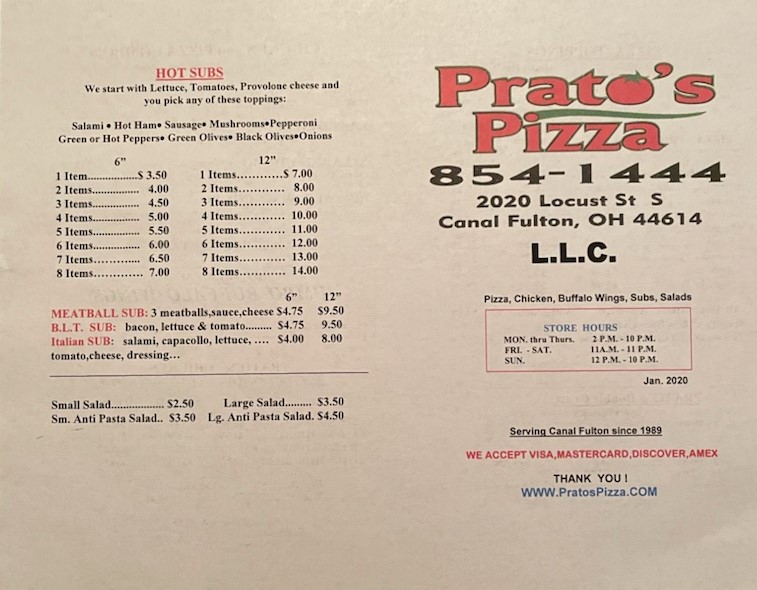 HOT SUBS
We start with Lettuce, Tomatoes, Provolone cheese and
you pick any of these toppings:
Salami • Hot Ham• Sausage• Mushrooms•Pepperoni
Green or Hot Peppers• Green Olives• Black Olives•Onions
6" 12"
1 Item.................$ 3.50 1 Items............$ 7.00
2 Items................ 4.00 2 Items............ 8.00
3 Items................ 4.50 3 Items............ 9.00
4 Items................ 5.00 4 Items............ 10.00
5 Items................ 5.50 5 Items............ 11.00
6 Items................ 6.00 6 Items............ 12.00
7 Items............. 6.50 7 Items............ 13.00
8 Items............. 7.00 8 Items............ 14.00
6" 12"
MEATBALL SUB: 3 meatballs,sauce,cheese $4.75 $9.50
B.L.T. SUB: bacon, lettuce & tomato......... $4.75 9.50
Italian SUB: salami, capacollo, lettuce, .... $4.00 8.00
tomato,cheese, dressing...
Small Salad.................. $2.50 Large Salad......... $3.50
Sm. Anti Pasta Salad.. $3.50 Lg. Anti Pasta Salad. $4.50
Prato's
Pizza
854-1444
2020 Locust St S
Canal Fulton, OH 44614
L.L.C.
Pizza, Chicken, Buffalo Wings, Subs, Salads
STORE HOURS
MON. thru Thurs. 2 P.M. - 10 P.M.
FRI. - SAT. 11A.M. - 11 P.M.
SUN. 12 P.M. - 10 P.M.
Jan. 2020
Serving Canal Fulton since 1989
WE ACCEPT VISA,MASTERCARD,DISCOVER,AMEX
THANK YOU !
WWW.PratosPizza.COM